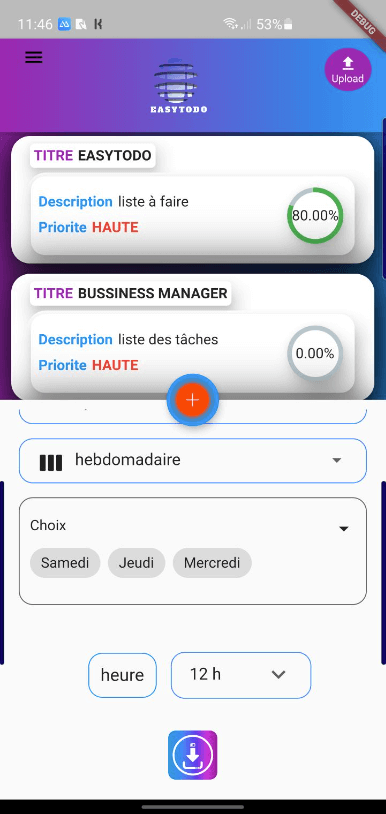 11:46 53%
DEBUG
Upload
EASYTODO
TITRE EASYTODO
Description liste à faire
Priorite HAUTE
80.00%
TITRE BUSSINESS MANAGER
Description liste des tâches
Priorite HAUTE
0.00%
hebdomadaire
Choix
Samedi Jeudi Mercredi
heure 12 h